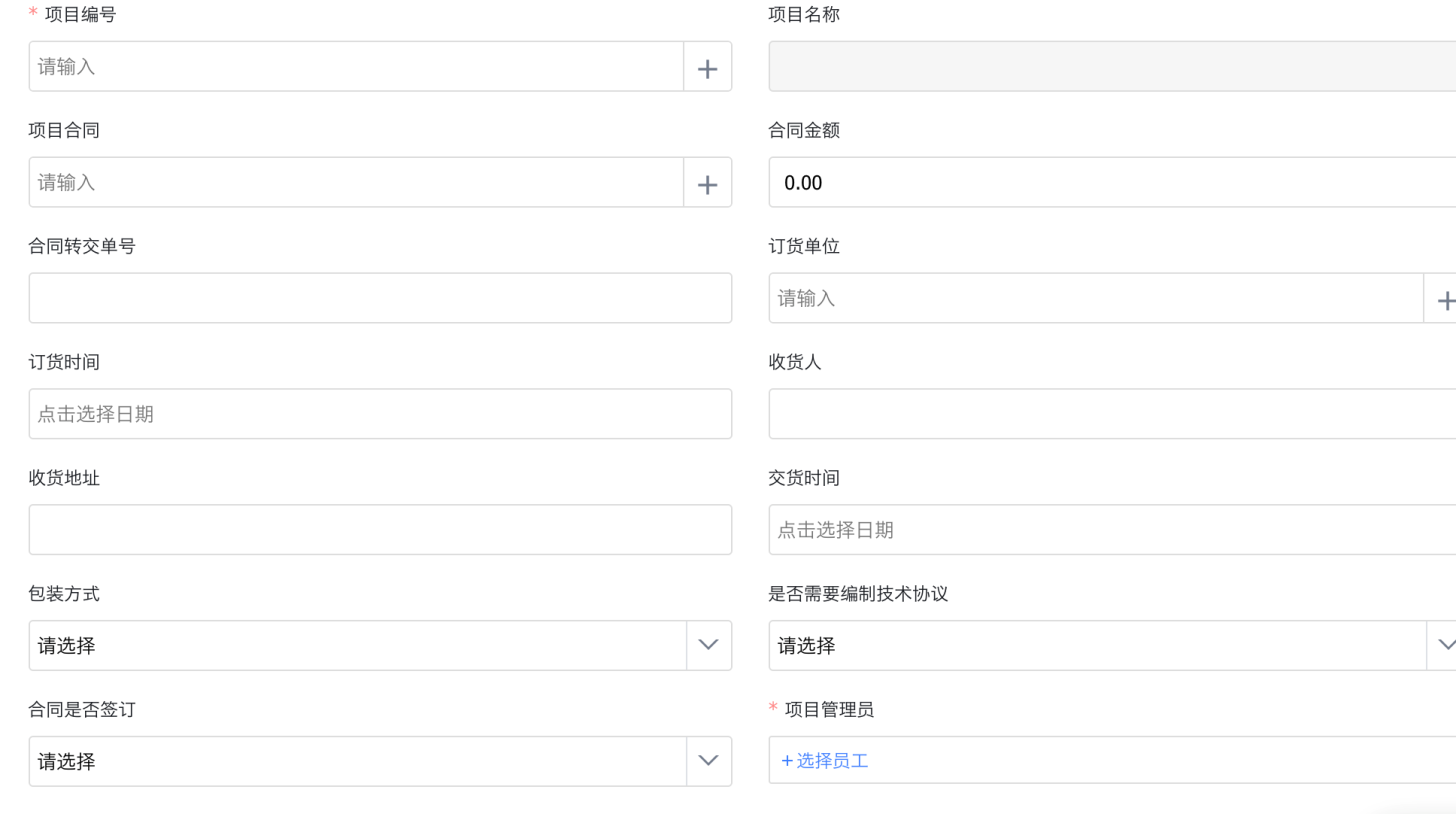 * 项目编号
项目名称
请输入
项目合同
合同金额
请输入
0.00
合同转交单号
订货单位
请输入
订货时间
收货人
点击选择日期
收货地址
交货时间
点击选择日期
包装方式
是否需要编制技术协议
请选择
请选择
合同是否签订
* 项目管理员
请选择
+选择员工